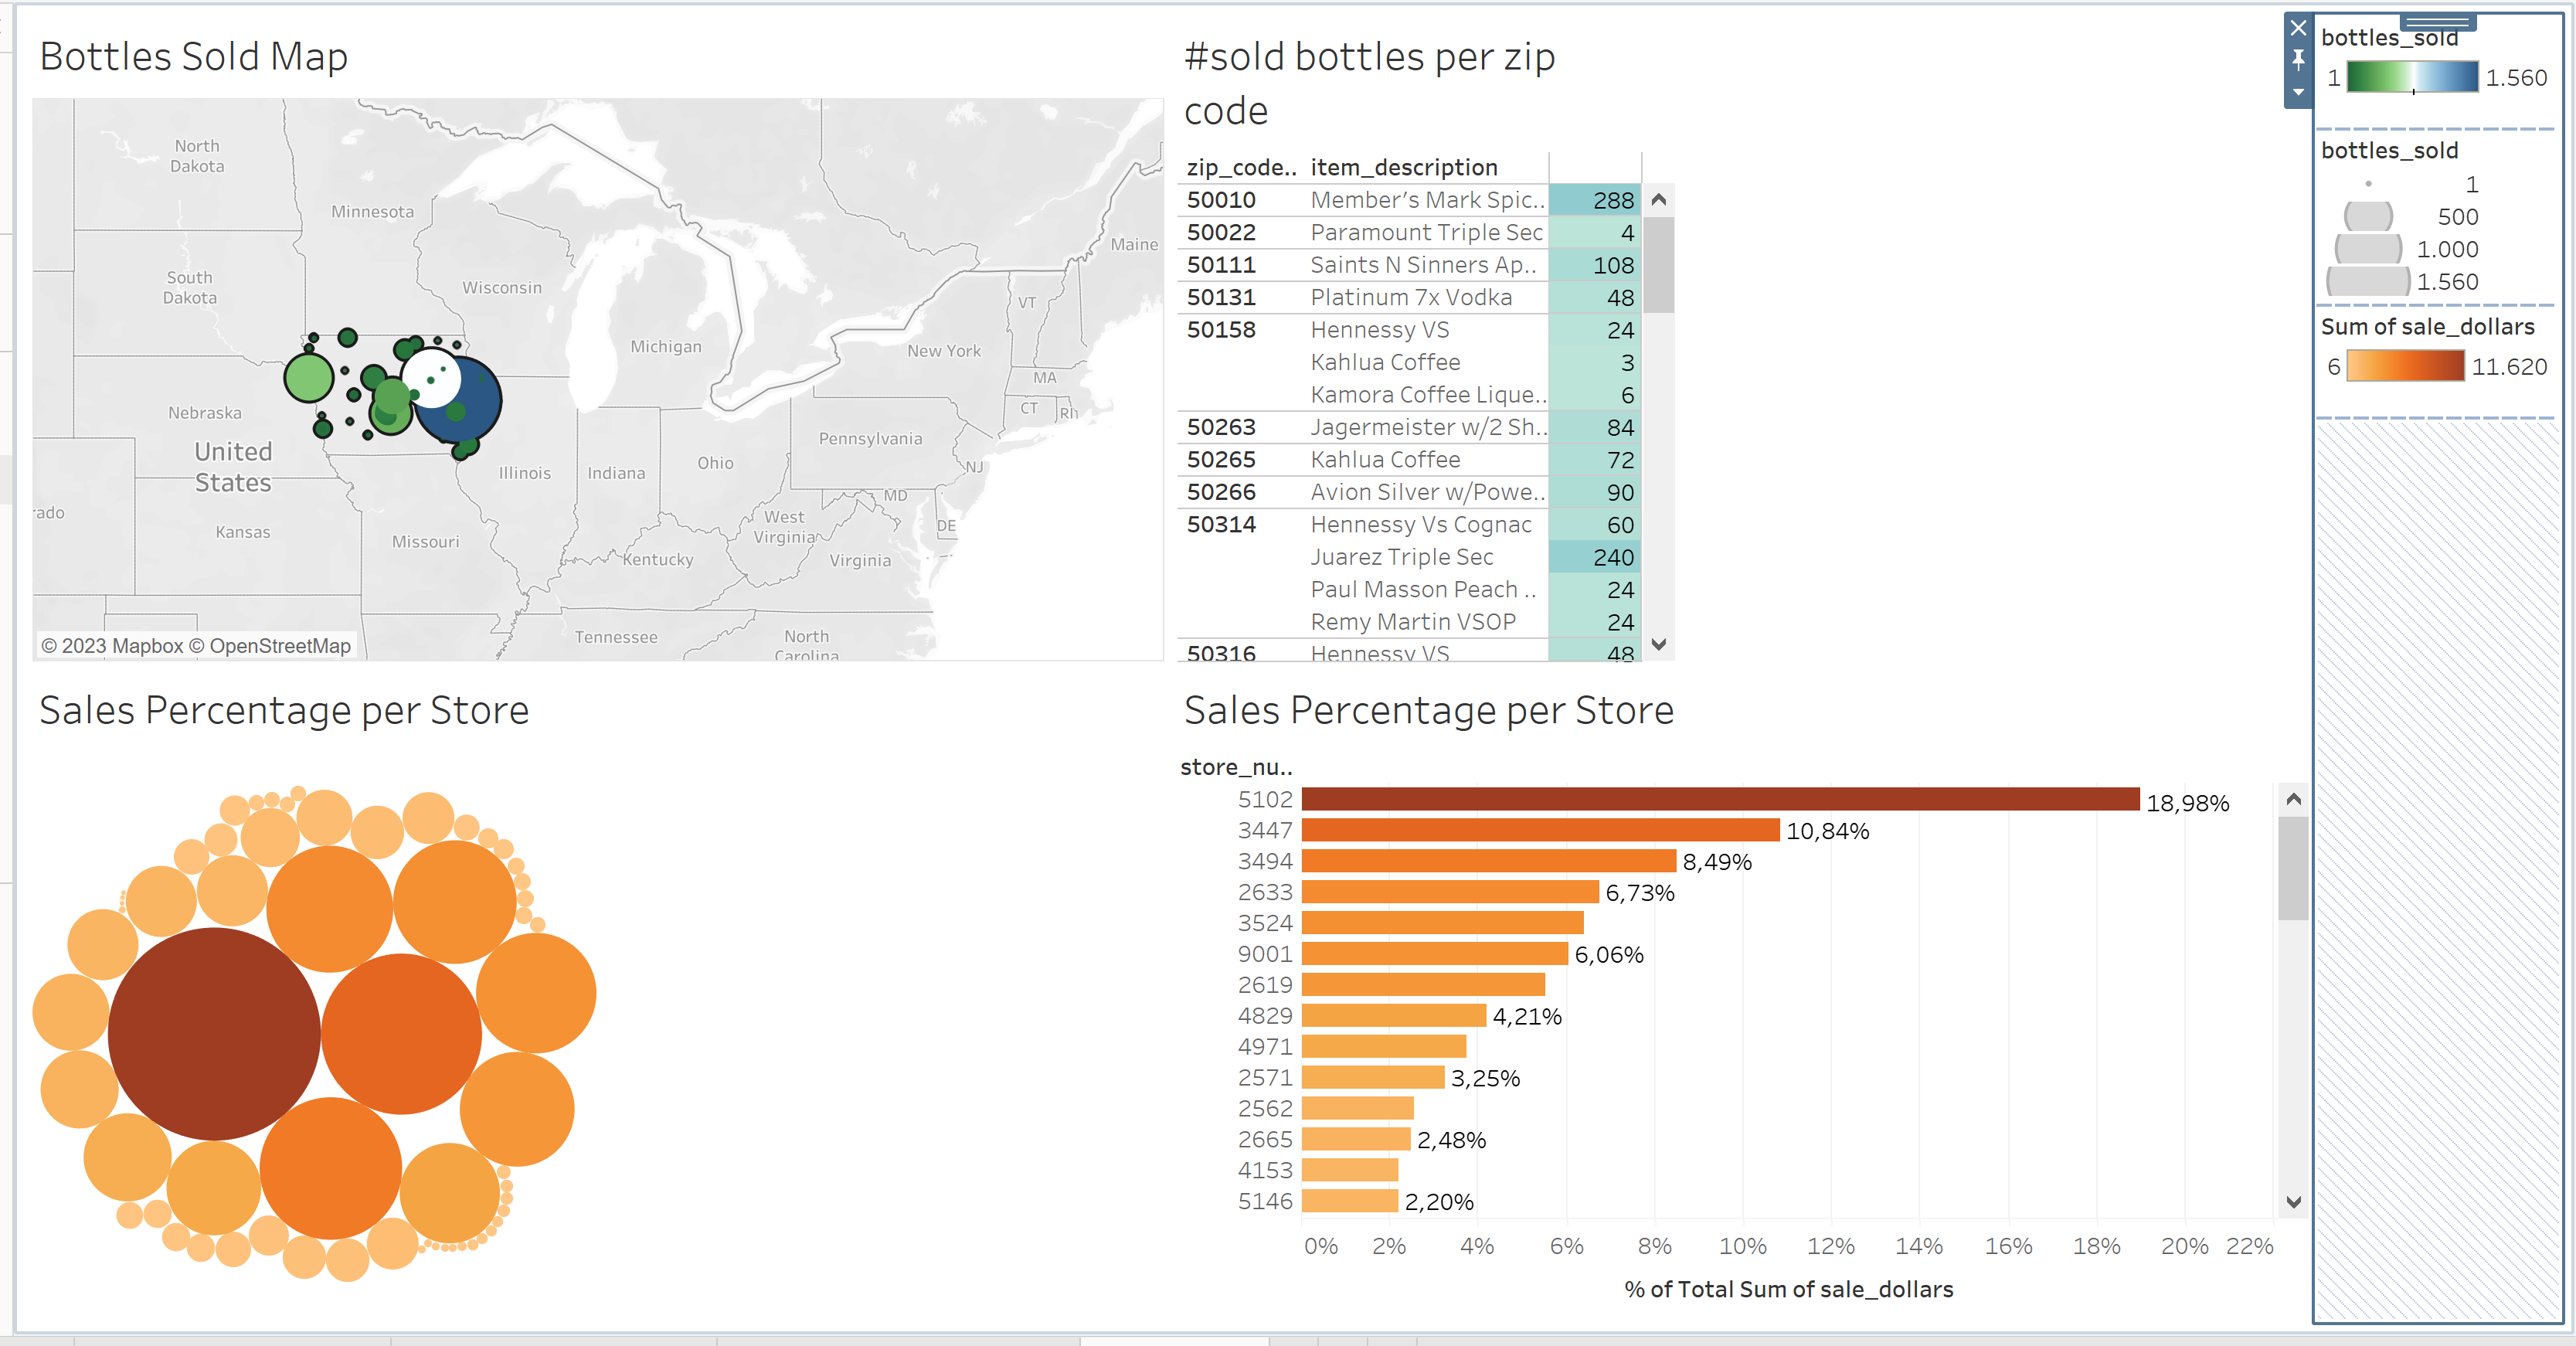 Bottles Sold Map
North
Dakota
Minnesota
South
Dakota
Wisconsin
Michigan
Maine
VT
New York
MA
CT
RI
Nebraska
United
States
Pennsylvania
Illinois
Indiana
Ohio
NJ
MD
DE
West
Virginia
Virginia
rado
Kansas
Missouri
Kentucky
Tennessee
North
Carolina
© 2023 Mapbox © OpenStreetMap
#sold bottles per zip
code
zip_code.. item_description
50010 Member's Mark Spic.. 288
50022 Paramount Triple Sec 4
50111 Saints N Sinners Ap.. 108
50131 Platinum 7x Vodka 48
50158 Hennessy VS 24
Kahlua Coffee 3
Kamora Coffee Lique.. 6
50263 Jagermeister w/2 Sh.. 84
50265 Kahlua Coffee 72
50266 Avion Silver w/Powe.. 90
50314 Hennessy Vs Cognac 60
Juarez Triple Sec 240
Paul Masson Peach .. 24
Remy Martin VSOP 24
50316 Hennessy VS 48
bottles_sold
1 1.560
bottles_sold
1
500
1.000
1.560
Sum of sale_dollars
6 11.620
Sales Percentage per Store
Sales Percentage per Store
store_nu..
5102 18,98%
3447 10,84%
3494 8,49%
2633 6,73%
3524
9001 6,06%
2619
4829 4,21%
4971
2571 3,25%
2562
2665 2,48%
4153
5146 2,20%
0% 2% 4% 6% 8% 10% 12% 14% 16% 18% 20% 22%
% of Total Sum of sale_dollars